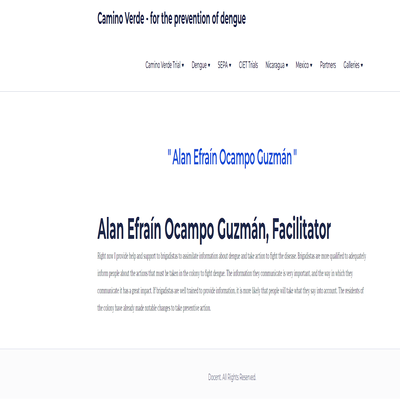 Camino Verde - for the prevention of dengue
Camino Verde Trial ▾ Dengue ▾ SEPA ▾ CIET Trials Nicaragua ▾ Mexico ▾ Partners Galleries ▾
"Alan Efraín Ocampo Guzmán"
Alan Efraín Ocampo Guzmán, Facilitator
Right now I provide help and support to brigadistas to assimilate information about dengue and take action to fight the disease. Brigadistas are more qualified to adequately
inform people about the actions that must be taken in the colony to fight dengue. The information they communicate is very important, and the way in which they
communicate it has a great impact. If brigadistas are well trained to provide information, it is more likely that people will take what they say into account. The residents of
the colony have already made notable changes to take preventive action.
Docent. All Rights Reserved.